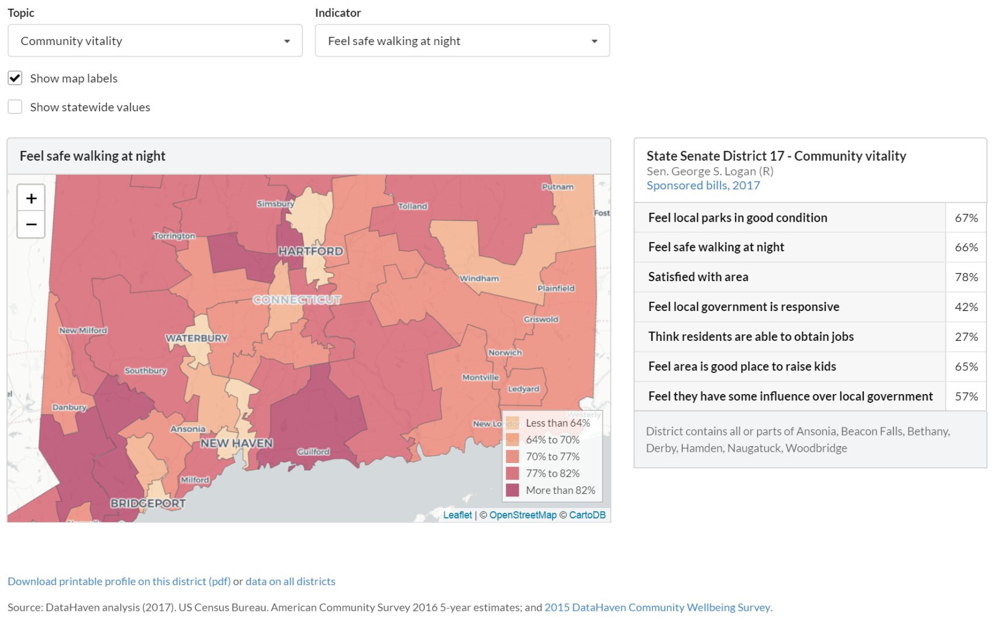 Topic
Indicator
Community vitality
Feel safe walking at night
Show map labels
Show statewide values
Feel safe walking at night
+
−
Putnam
Simsbury
Tolland
Fost
Torrington
HARTFORD
Windham
Plainfield
CONNECTICUT
Griswold
New Milford
WATERBURY
Norwich
Southbury
Montville
Ledyard
el
Danbury
Westerly
New London
Ansonia
NEW HAVEN
Guilford
Milford
BRIDGEPORT
Less than 64%
64% to 70%
70% to 77%
77% to 82%
More than 82%
Leaflet | © OpenStreetMap © CartoDB
State Senate District 17 - Community vitality
Sen. George S. Logan (R)
Sponsored bills, 2017
Feel local parks in good condition 67%
Feel safe walking at night 66%
Satisfied with area 78%
Feel local government is responsive 42%
Think residents are able to obtain jobs 27%
Feel area is good place to raise kids 65%
Feel they have some influence over local government 57%
District contains all or parts of Ansonia, Beacon Falls, Bethany,
Derby, Hamden, Naugatuck, Woodbridge
Download printable profile on this district (pdf) or data on all districts
Source: DataHaven analysis (2017). US Census Bureau. American Community Survey 2016 5-year estimates; and 2015 DataHaven Community Wellbeing Survey.